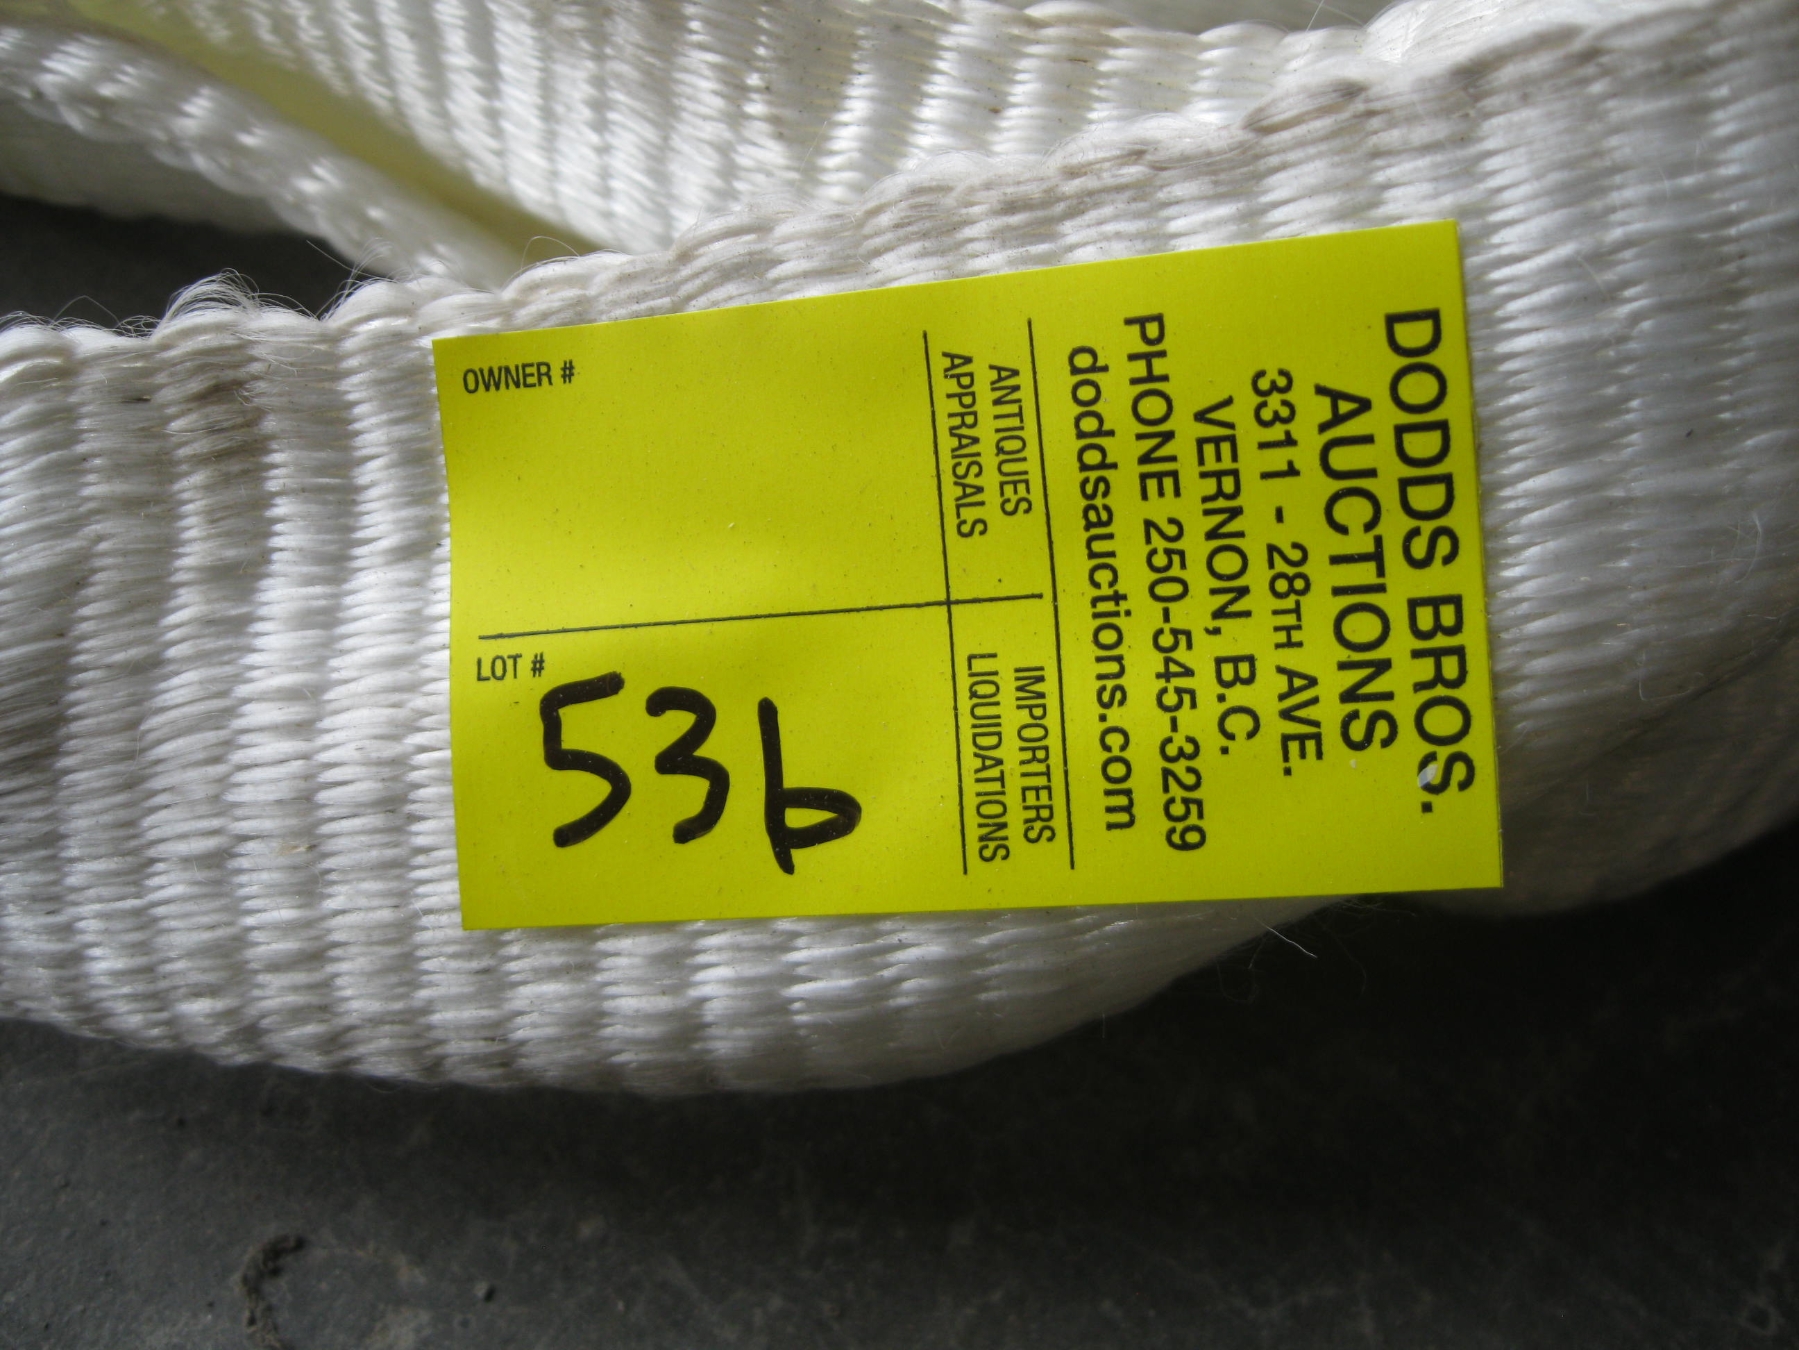 DODDS BROS.
AUCTIONS
3311 - 28TH AVE.
VERNON, B.C.
PHONE 250-545-3259
doddsauctions.com
ANTIQUES
APPRAISALS
IMPORTERS
LIQUIDATIONS
OWNER #
LOT #
536